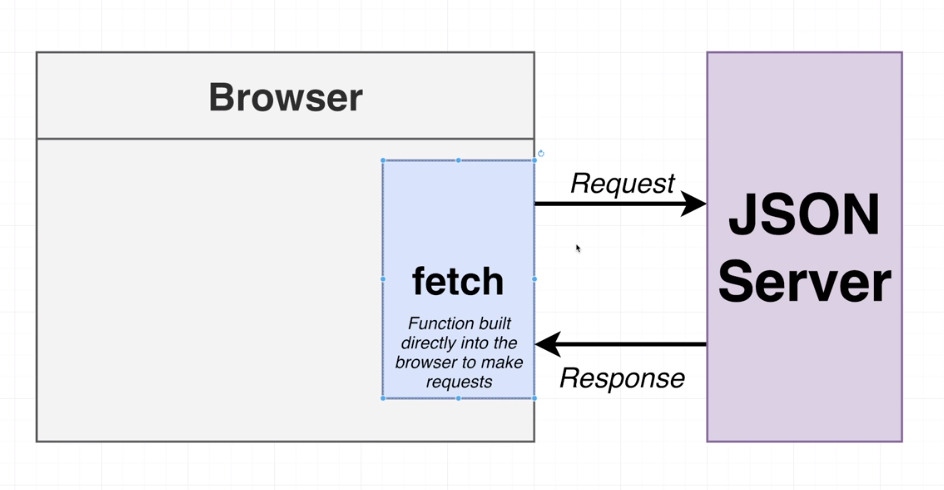 Browser
Request
JSON
Server
fetch
Function built
directly into the
browser to make
requests
Response